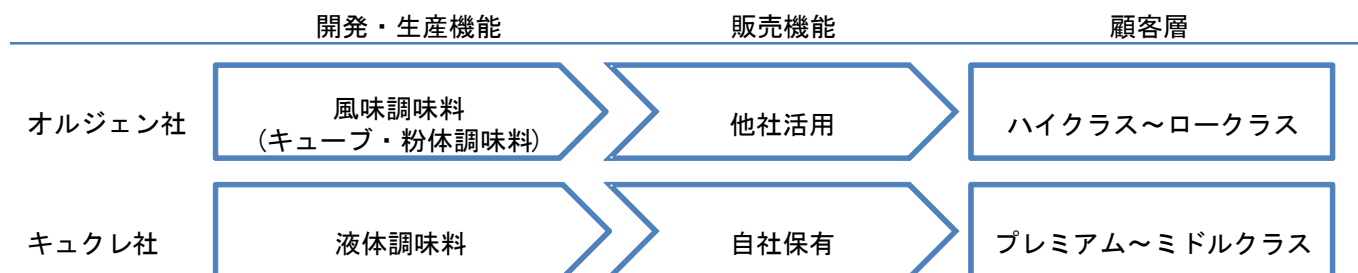 開発・生産機能 販売機能 顧客層
オルジェン社 風味調味料 他社活用 ハイクラス～ロークラス
(キューブ・粉体調味料)
キュクレ社 液体調味料 自社保有 プレミアム～ミドルクラス